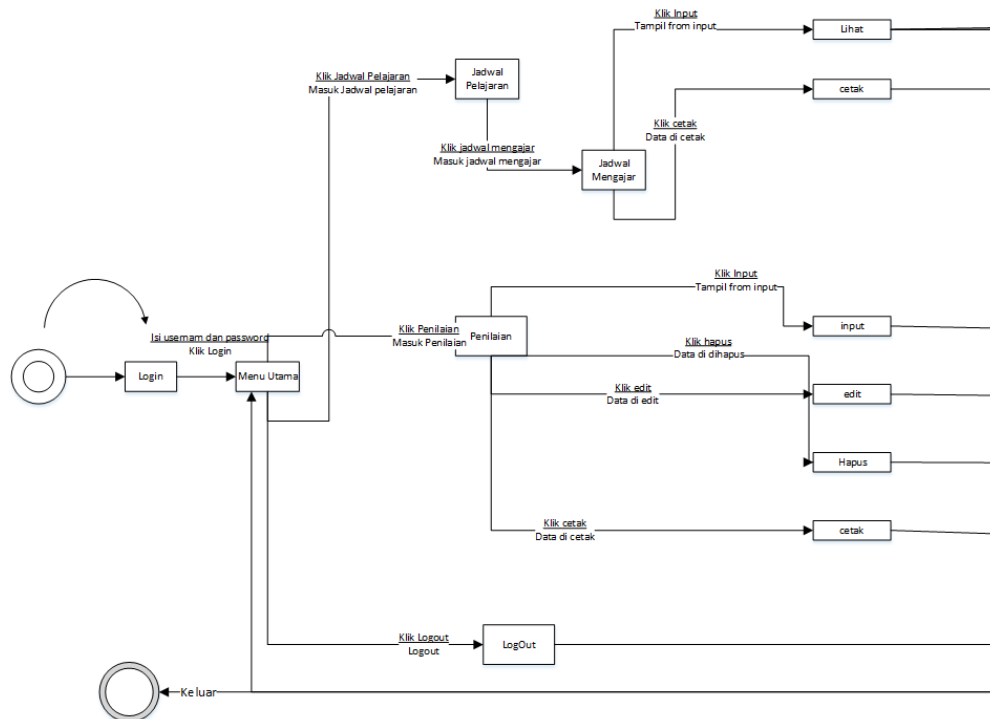 Klik Input
Tampil from input
Lihat
Klik Jadwal Pelajaran
Masuk Jadwal pelajaran
Jadwal
Pelajaran
cetak
Klik cetak
Data di cetak
Klik jadwal mengajar
Masuk jadwal mengajar
Jadwal
Mengajar
Klik Input
Tampil from input
Isi usernam dan password
Klik Login
Klik Penilaian
Masuk Penilaian
Penilaian
input
Klik hapus
Data di dihapus
Login
Menu Utama
Klik edit
Data di edit
edit
Hapus
Klik cetak
Data di cetak
cetak
Klik Logout
Logout
LogOut
Keluar